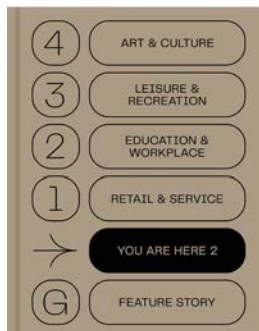 4
ART & CULTURE
3
LEISURE &
RECREATION
2
EDUCATION &
WORKPLACE
1
RETAIL & SERVICE
YOU ARE HERE 2
G
FEATURE STORY